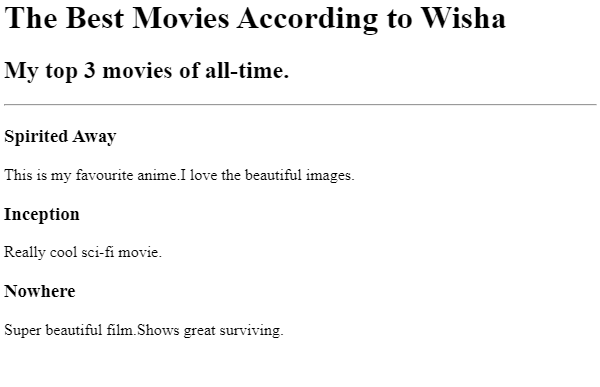 The Best Movies According to Wisha
My top 3 movies of all-time.
Spirited Away
This is my favourite anime.I love the beautiful images.
Inception
Really cool sci-fi movie.
Nowhere
Super beautiful film.Shows great surviving.